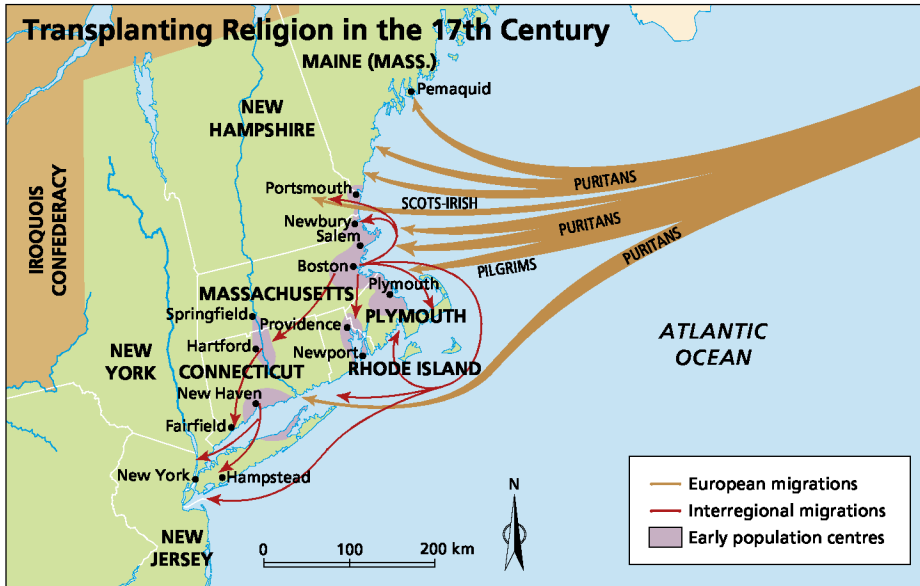 Transplanting Religion in the 17th Century
MAINE (MASS.)
Pemaquid
NEW
HAMPSHIRE
IROQUOIS
CONFEDERACY
Portsmouth
SCOTS-IRISH
PURITANS
Newbury
Salem
PURITANS
PURITANS
Boston
PILGRIMS
MASSACHUSETTS
Plymouth
Springfield
Providence
PLYMOUTH
ATLANTIC
OCEAN
Hartford
NEW
YORK
Newport
CONNECTICUT
RHODE ISLAND
New Haven
Fairfield
New York
Hampstead
NEW
JERSEY
N
0 100 200 km
European migrations
Interregional migrations
Early population centres